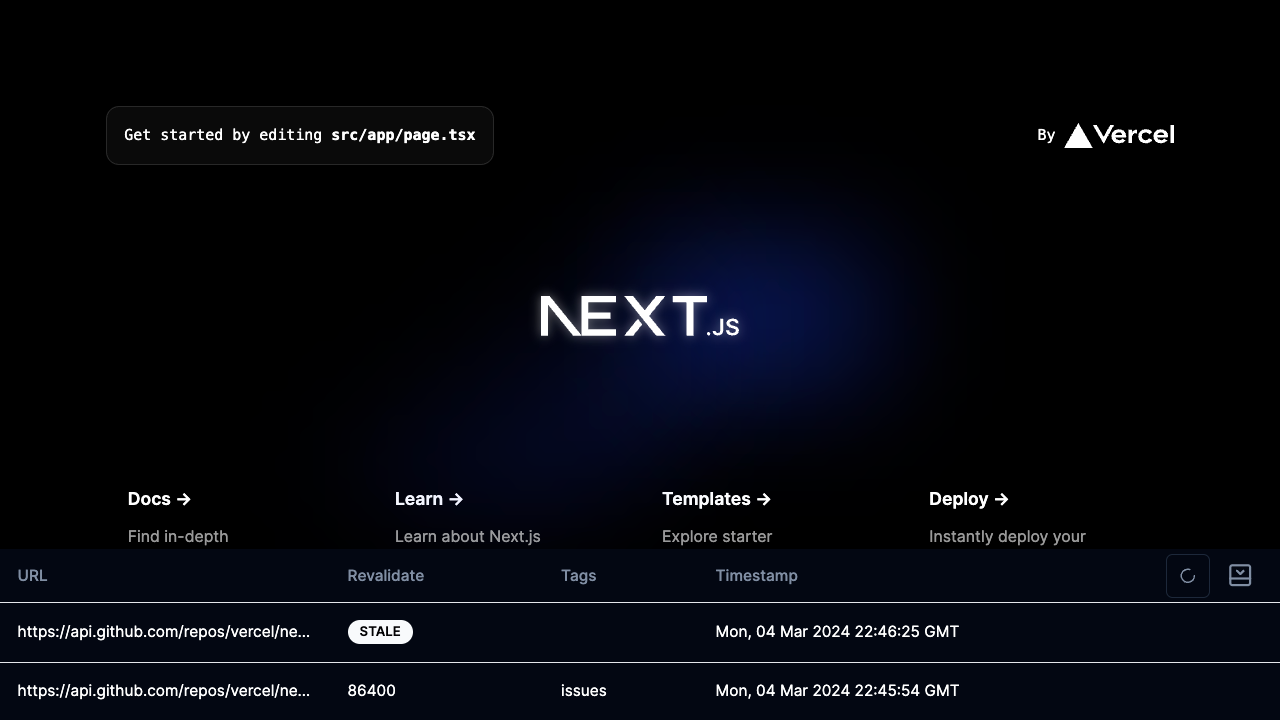 Get started by editing src/app/page.tsx
By Vercel
NEXT.JS
Docs → Learn → Templates → Deploy →
Find in-depth Learn about Next.js Explore starter Instantly deploy your
URL Revalidate Tags Timestamp
https://api.github.com/repos/vercel/ne... STALE Mon, 04 Mar 2024 22:46:25 GMT
https://api.github.com/repos/vercel/ne... 86400 issues Mon, 04 Mar 2024 22:45:54 GMT